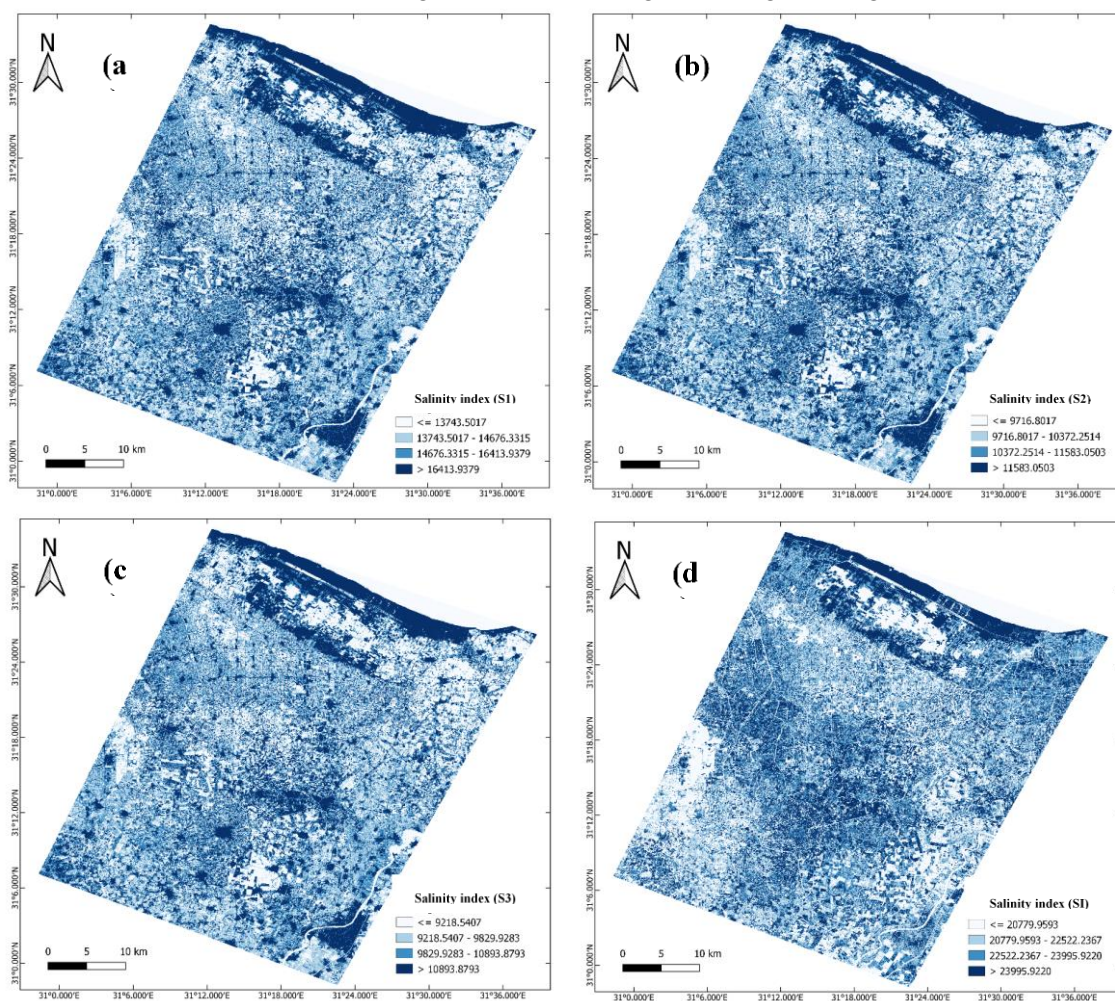 N
(a
31°30.000'N
31°24.000'N
31°18.000'N
31°12.000'N
31°6.000'N
31°0.000'N
Salinity index (S1)
<= 13743.5017
13743.5017 - 14676.3315
14676.3315 - 16413.9379
> 16413.9379
0 5 10 km
31°0.000'E 31°6.000'E 31°12.000'E 31°18.000'E 31°24.000'E 31°30.000'E 31°36.000'E
N
(b)
31°30.000'N
31°24.000'N
31°18.000'N
31°12.000'N
31°6.000'N
31°0.000'N
Salinity index (S2)
<= 9716.8017
9716.8017 - 10372.2514
10372.2514 - 11583.0503
> 11583.0503
0 5 10 km
31°0.000'E 31°6.000'E 31°12.000'E 31°18.000'E 31°24.000'E 31°30.000'E 31°36.000'E
N
(c
31°30.000'N
31°24.000'N
31°18.000'N
31°12.000'N
31°6.000'N
31°0.000'N
Salinity index (S3)
<= 9218.5407
9218.5407 - 9829.9283
9829.9283 - 10893.8793
> 10893.8793
0 5 10 km
31°0.000'E 31°6.000'E 31°12.000'E 31°18.000'E 31°24.000'E 31°30.000'E 31°36.000'E
N
(d
31°30.000'N
31°24.000'N
31°18.000'N
31°12.000'N
31°6.000'N
31°0.000'N
Salinity index (SI)
<= 20779.9593
20779.9593 - 22522.2367
22522.2367 - 23995.9220
> 23995.9220
0 5 10 km
31°0.000'E 31°6.000'E 31°12.000'E 31°18.000'E 31°24.000'E 31°30.000'E 31°36.000'E